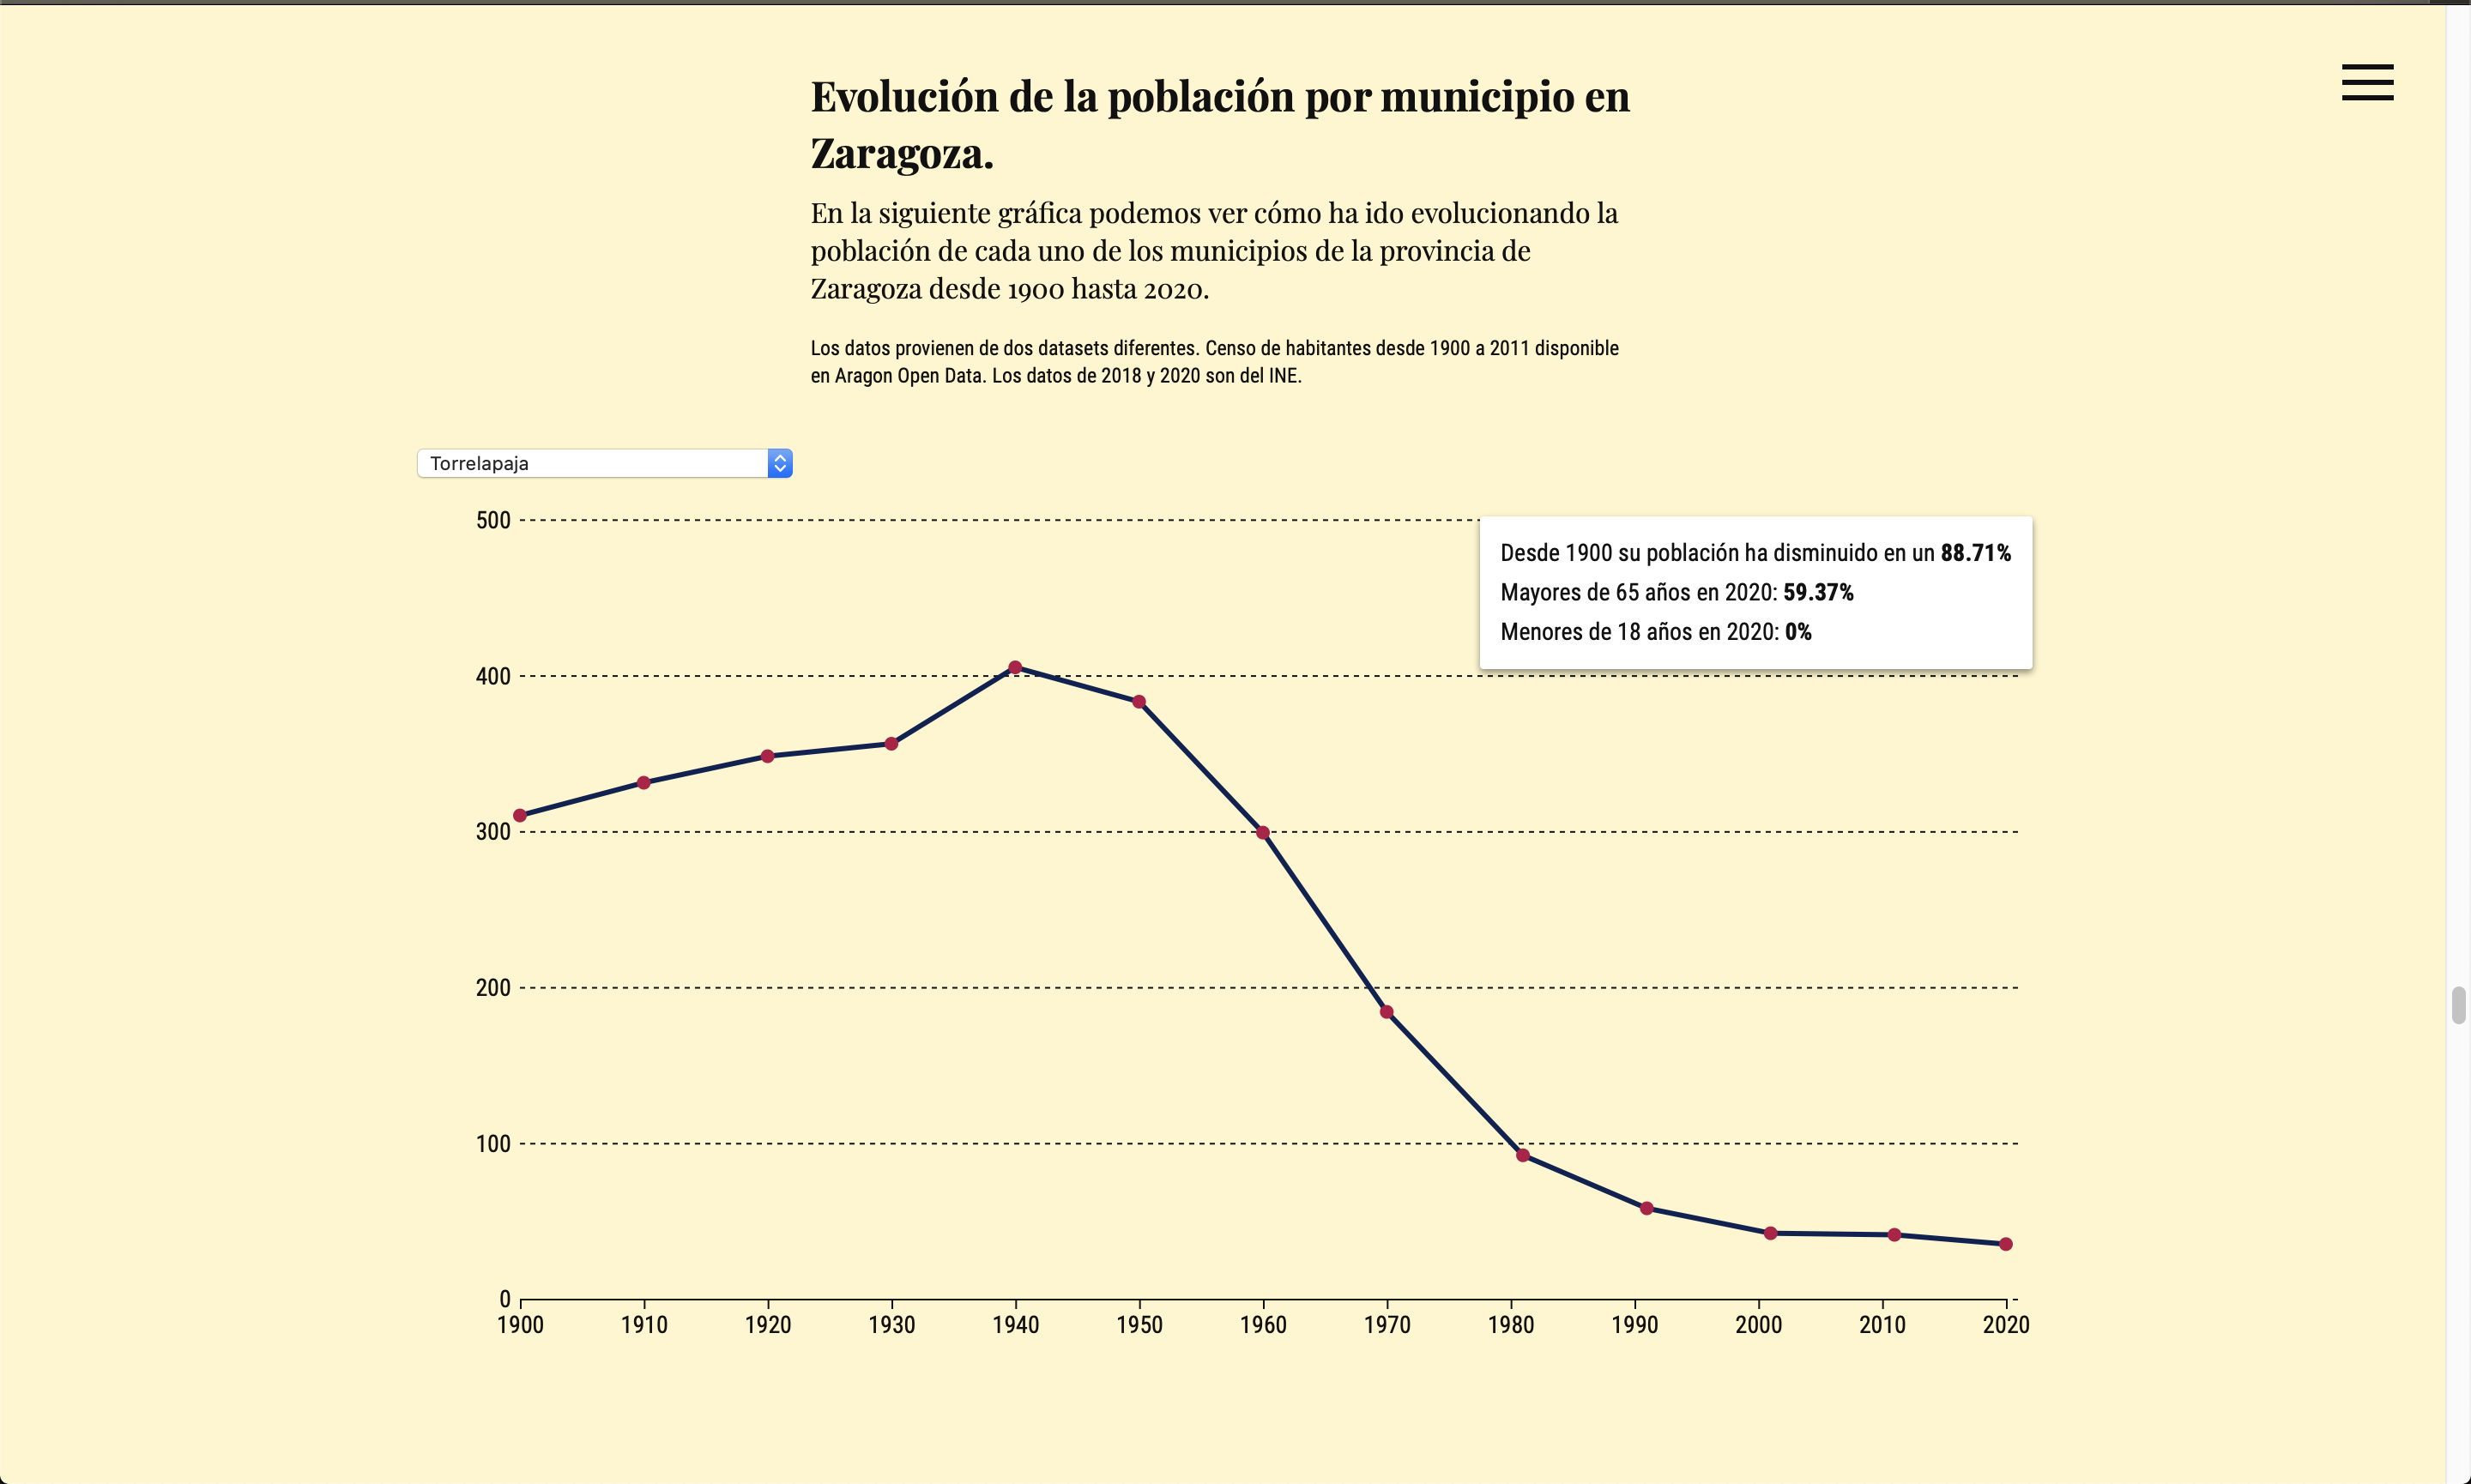 Evolución de la población por municipio en
Zaragoza.
En la siguiente gráfica podemos ver cómo ha ido evolucionando la
población de cada uno de los municipios de la provincia de
Zaragoza desde 1900 hasta 2020.
Los datos provienen de dos datasets diferentes. Censo de habitantes desde 1900 a 2011 disponible
en Aragon Open Data. Los datos de 2018 y 2020 son del INE.
Torrelapaja
Desde 1900 su población ha disminuido en un 88.71%
Mayores de 65 años en 2020: 59.37%
Menores de 18 años en 2020: 0%
500
400
300
200
100
0
1900 1910 1920 1930 1940 1950 1960 1970 1980 1990 2000 2010 2020